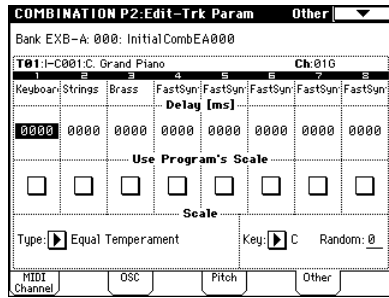 COMBINATION P2:Edit-Trk Param Other
Bank EXB-A: 000: InitialCombEA000
T01:I-C001:C. Grand Piano Ch:01G
1 2 3 4 5 6 7 8
Keyboar Strings Brass FastSyn FastSyn FastSyn FastSyn FastSyn
Delay [ms]
0000 0000 0000 0000 0000 0000 0000 0000
Use Program's Scale
Scale
Type: Equal Temperament Key: C Random: 0
MIDI Channel OSC Pitch Other